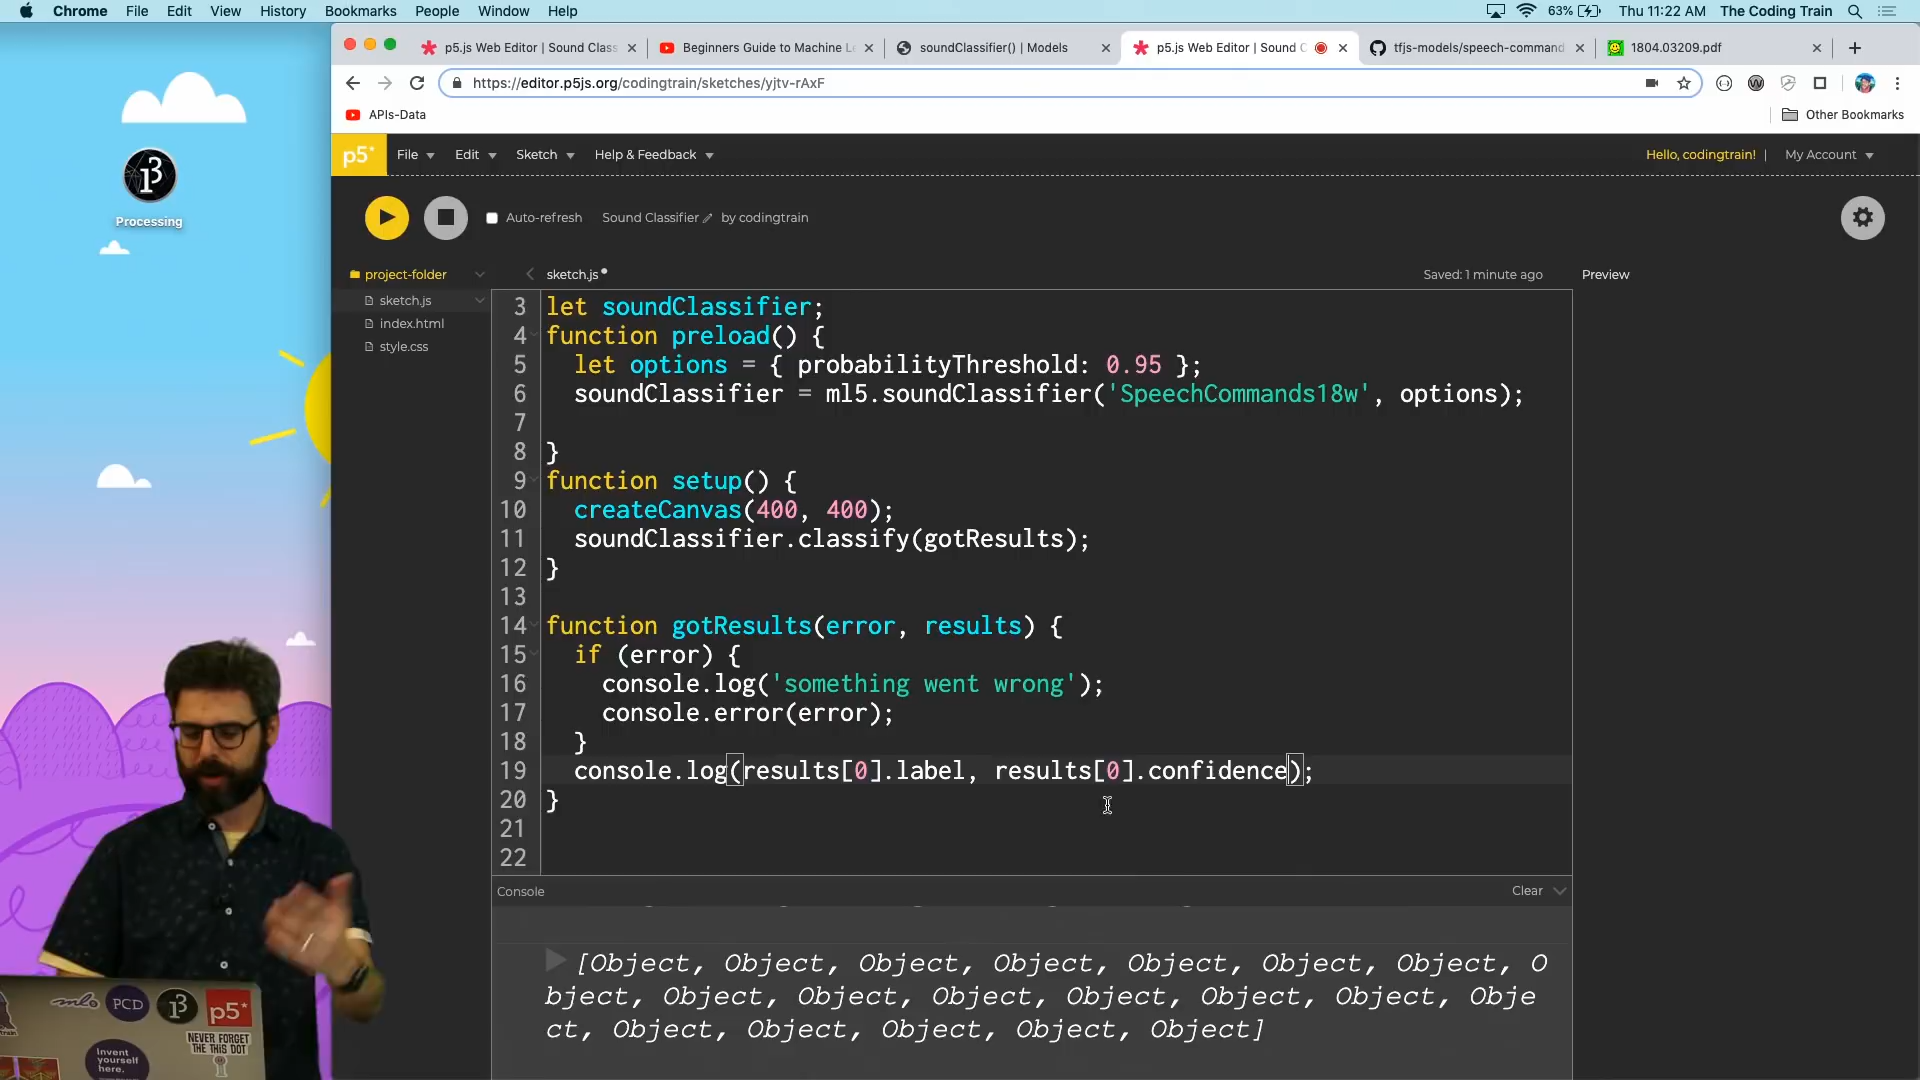 Chrome File Edit View History Bookmarks People Window Help
63% Thu 11:22 AM The Coding Train
p5.js Web Editor | Sound Class
Beginners Guide to Machine Le
soundClassifier() | Models
p5.js Web Editor | Sound C
tfjs-models/speech-command
1804.03209.pdf
https://editor.p5js.org/codingtrain/sketches/yjtv-rAxF
APIs-Data
Other Bookmarks
p5* File Edit Sketch Help & Feedback
Hello, codingtrain! | My Account
Processing
Auto-refresh Sound Classifier by codingtrain
project-folder
sketch.js
index.html
style.css
sketch.js
Saved: 1 minute ago
Preview
3 let soundClassifier;
4 function preload() {
5 let options = { probabilityThreshold: 0.95 };
6 soundClassifier = ml5.soundClassifier('SpeechCommands18w', options);
7
8 }
9 function setup() {
10 createCanvas(400, 400);
11 soundClassifier.classify(gotResults);
12 }
13
14 function gotResults(error, results) {
15 if (error) {
16 console.log('something went wrong');
17 console.error(error);
18 }
19 console.log(results[0].label, results[0].confidence);
20 }
21
22
Console
Clear
[Object, Object, Object, Object, Object, Object, Object, O
bject, Object, Object, Object, Object, Object, Object, Obje
ct, Object, Object, Object, Object, Object]
PCD
p5*
NEVER FORGET
THE THIS DOT
Invent
yourself
here.